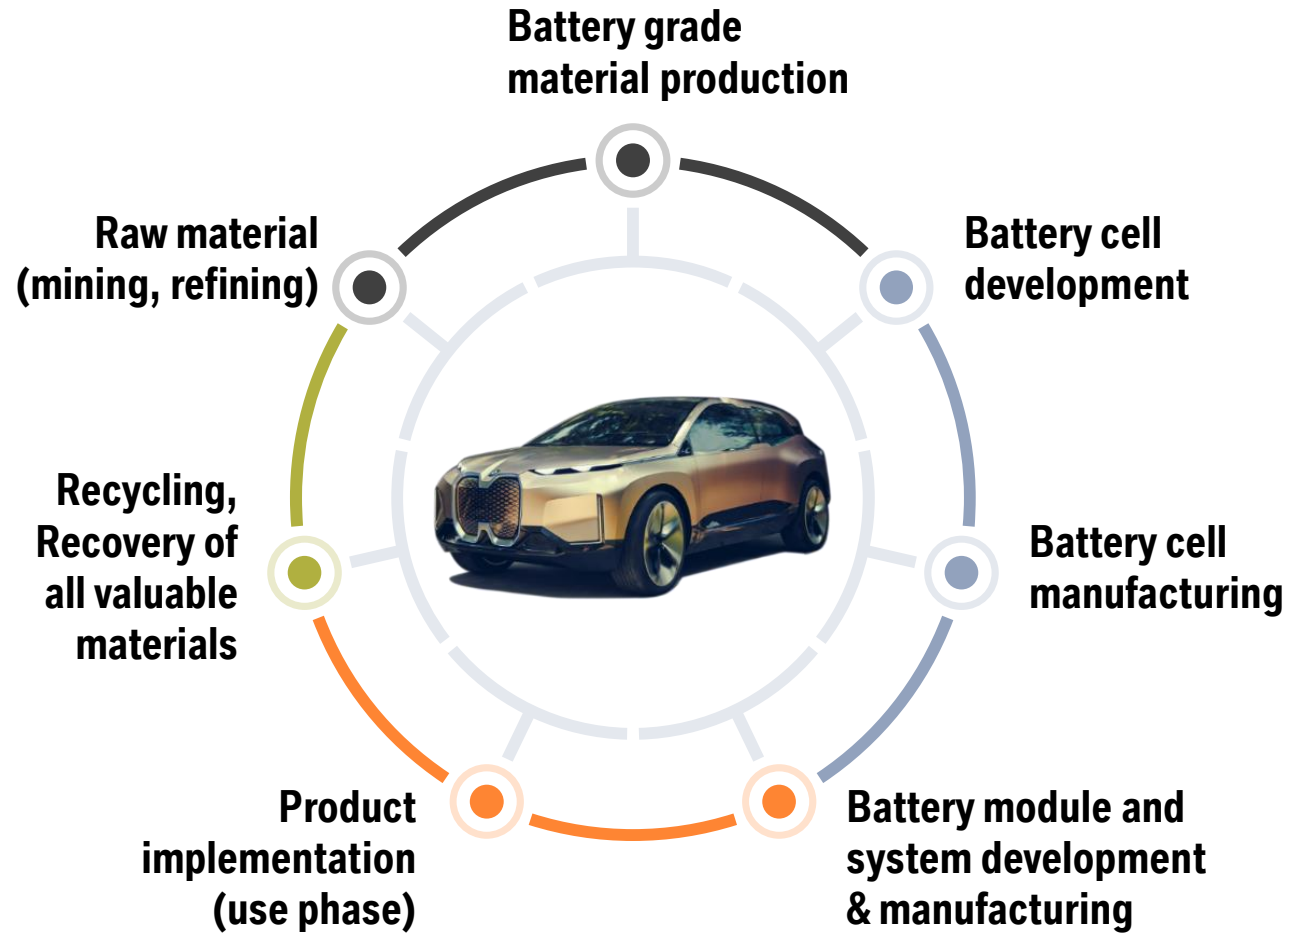 Battery grade
material production
Raw material
(mining, refining)
Battery cell
development
Recycling,
Recovery of
all valuable
materials
Battery cell
manufacturing
Product
implementation
(use phase)
Battery module and
system development
& manufacturing